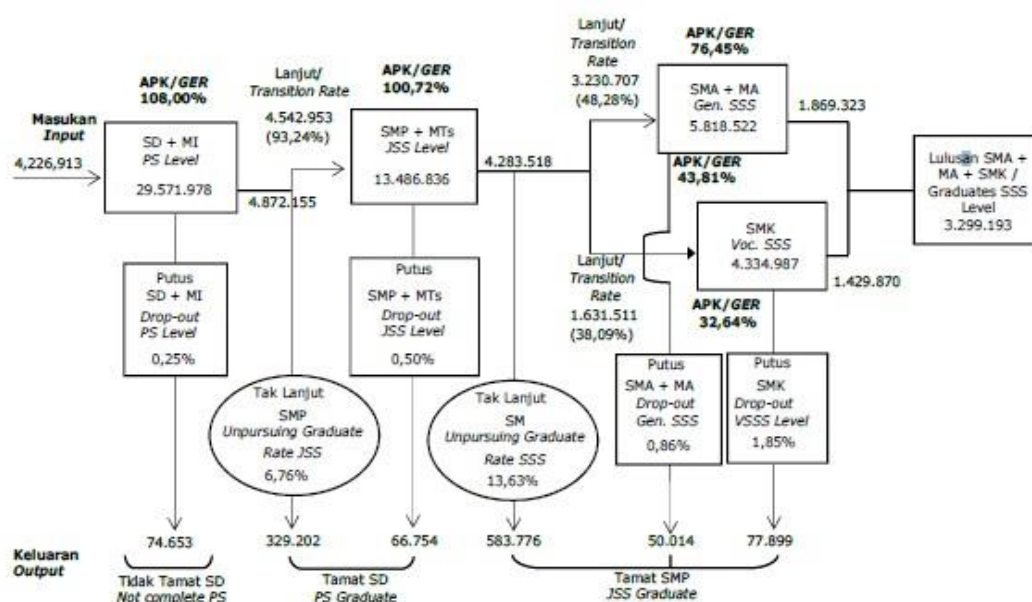 Masukan
Input
4,226,913
APK/GER
108,00%
SD + MI
PS Level
29.571.978
4.872.155
Lanjut/
Transition Rate
4.542.953
(93,24%)
APK/GER
100,72%
SMP + MTs
JSS Level
13.486.836
4.283.518
Lanjut/
Transition
Rate
3.230.707
(48,28%)
APK/GER
76,45%
SMA + MA
Gen. SSS
5.818.522
1.869.323
APK/GER
43,81%
Lulusan SMA +
MA + SMK /
Graduates SSS
Level
3.299.193
SMK
Voc. SSS
4.334.987
1.429.870
Lanjut/
Transition
Rate
1.631.511
(38,09%)
APK/GER
32,64%
Putus
SD + MI
Drop-out
PS Level
0,25%
Putus
SMP + MTs
Drop-out
JSS Level
0,50%
Tak Lanjut
SMP
Unpursuing Graduate
Rate JSS
6,76%
Tak Lanjut
SM
Unpursuing Graduate
Rate SSS
13,63%
Putus
SMA + MA
Drop-out
Gen. SSS
0,86%
Putus
SMK
Drop-out
VSSS Level
1,85%
Keluaran
Output
74.653
329.202
66.754
583.776
50.014
77.899
Tidak Tamat SD
Not complete PS
Tamat SD
PS Graduate
Tamat SMP
JSS Graduate